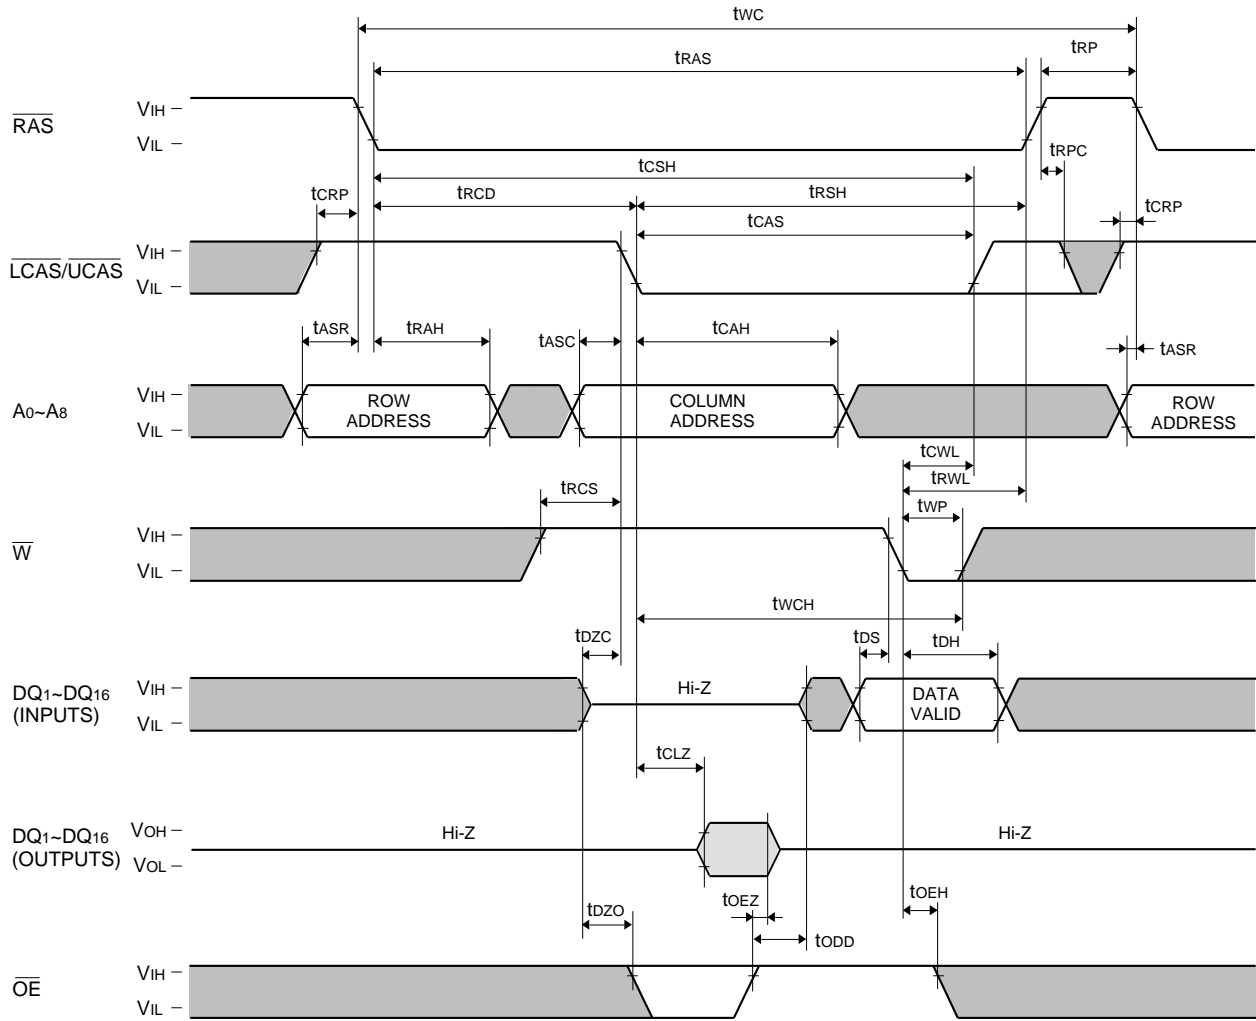 tWC
tRAS
tRP
RAS
VIH
VIL
tCSH
tRPC
tCRP
tRCD
tRSH
tCRP
tCAS
LCAS/UCAS
VIH
VIL
tASR
tRAH
tASC
tCAH
tASR
A0~A8
VIH
VIL
ROW
ADDRESS
COLUMN
ADDRESS
ROW
ADDRESS
tCWL
tRWL
tRCS
tWP
W
VIH
VIL
tWCH
tDZC
tDS
tDH
DQ1~DQ16
(INPUTS)
VIH
VIL
Hi-Z
DATA
VALID
tCLZ
DQ1~DQ16
(OUTPUTS)
VOH
VOL
Hi-Z
Hi-Z
tDZO
tOEZ
tODD
tOEH
OE
VIH
VIL